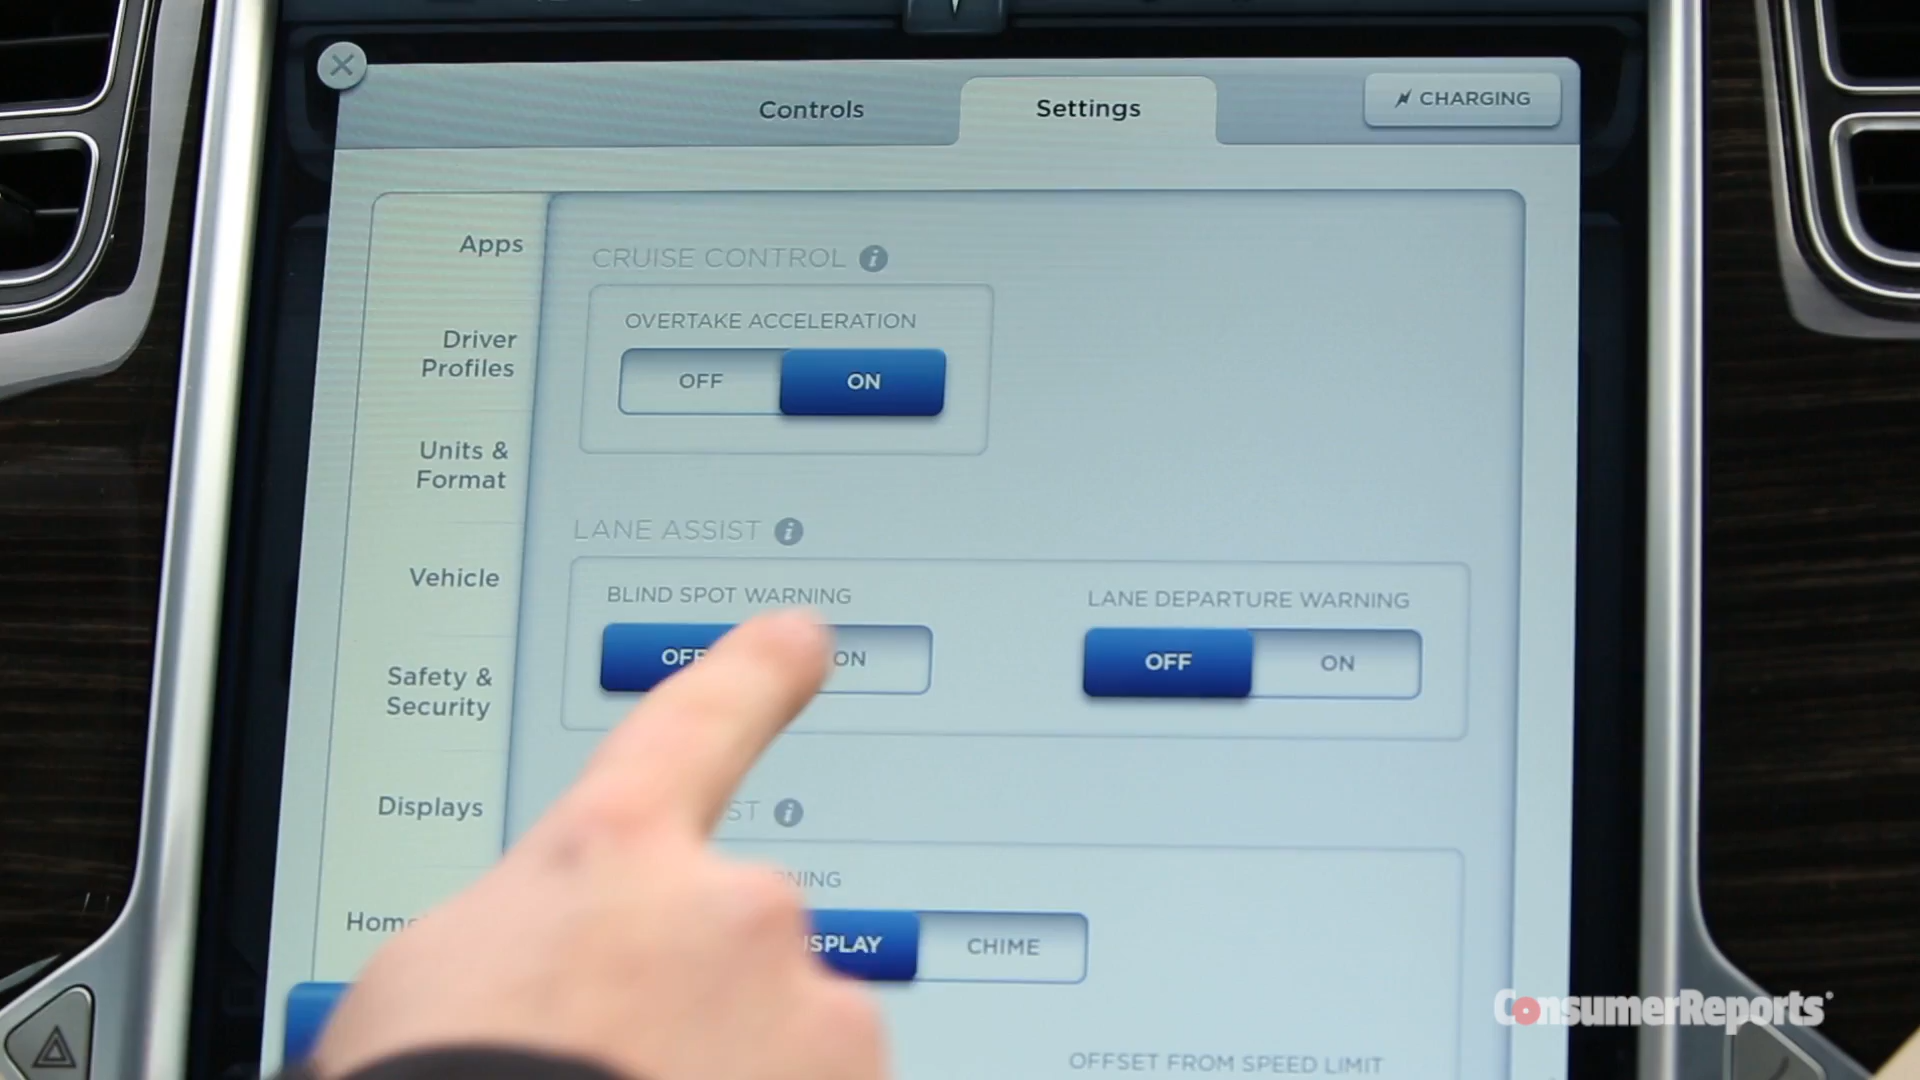 Controls
Settings
CHARGING
Apps
Driver
Profiles
Units &
Format
Vehicle
Safety &
Security
Displays
CRUISE CONTROL i
OVERTAKE ACCELERATION
OFF ON
LANE ASSIST i
BLIND SPOT WARNING
OFF ON
LANE DEPARTURE WARNING
OFF ON
i
CHIME
OFFSET FROM SPEED LIMIT
ConsumerReports